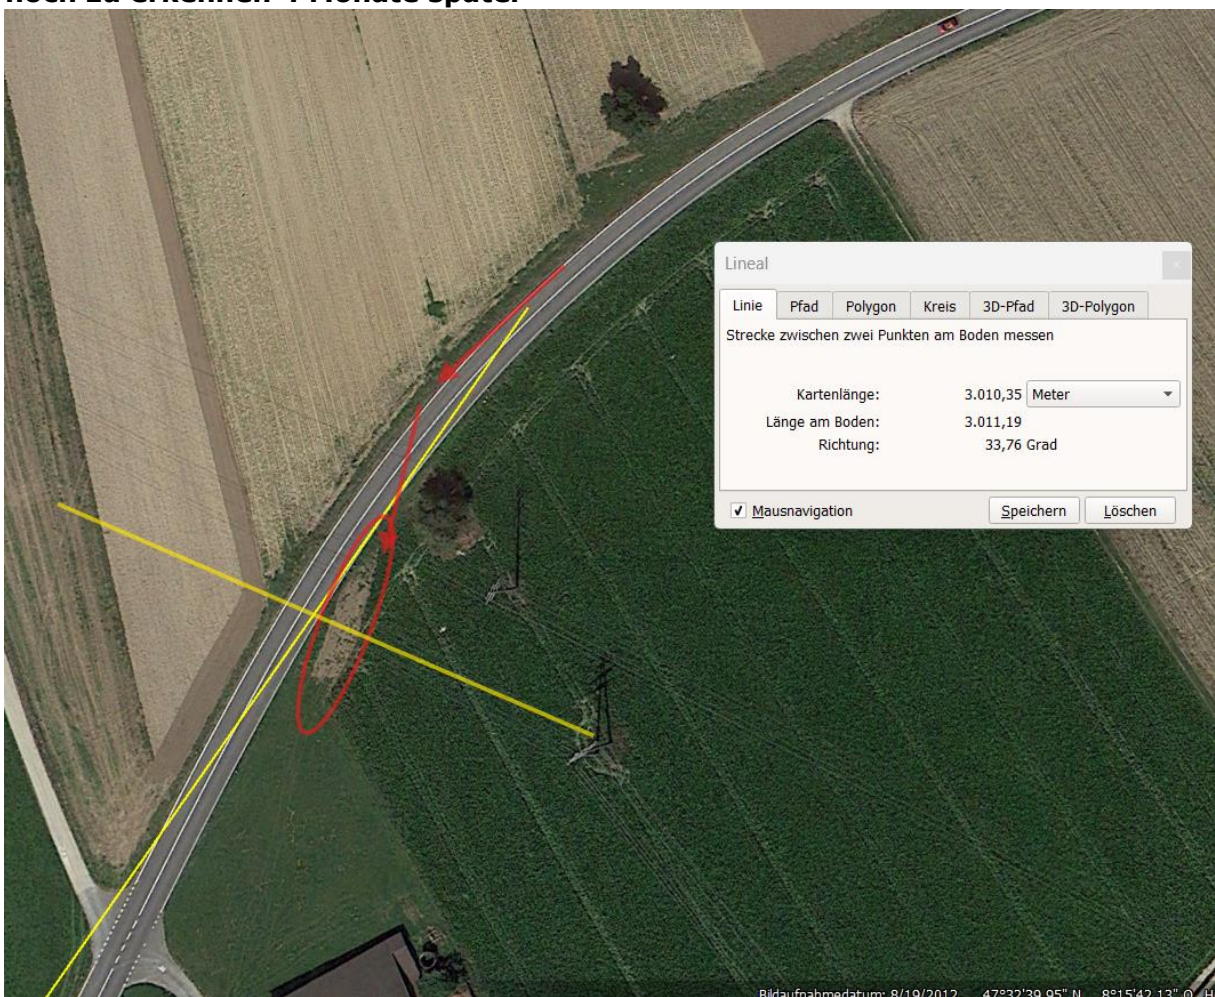 noch zu erkennen 4 Monate später
Lineal
Linie Pfad Polygon Kreis 3D-Pfad 3D-Polygon
Strecke zwischen zwei Punkten am Boden messen
Kartenlänge: 3.010,35 Meter
Länge am Boden: 3.011,19
Richtung: 33,76 Grad
Mausnavigation Speichern Löschen
Bildaufnahmedatum: 8/19/2012 47°32'39.95" N 8°15'42.13" O H